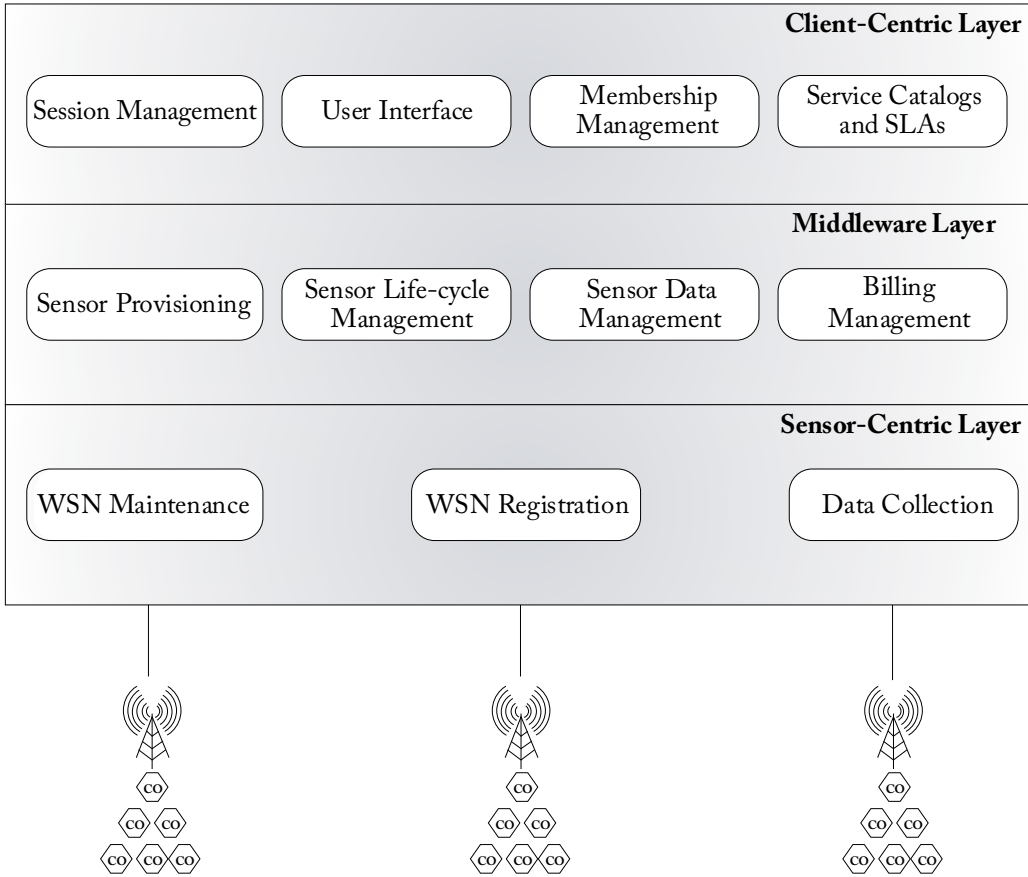 Client-Centric Layer
Session Management
User Interface
Membership
Management
Service Catalogs
and SLAs
Middleware Layer
Sensor Provisioning
Sensor Life-cycle
Management
Sensor Data
Management
Billing
Management
Sensor-Centric Layer
WSN Maintenance
WSN Registration
Data Collection
CO
CO CO
CO CO CO
CO
CO CO
CO CO CO
CO
CO CO
CO CO CO